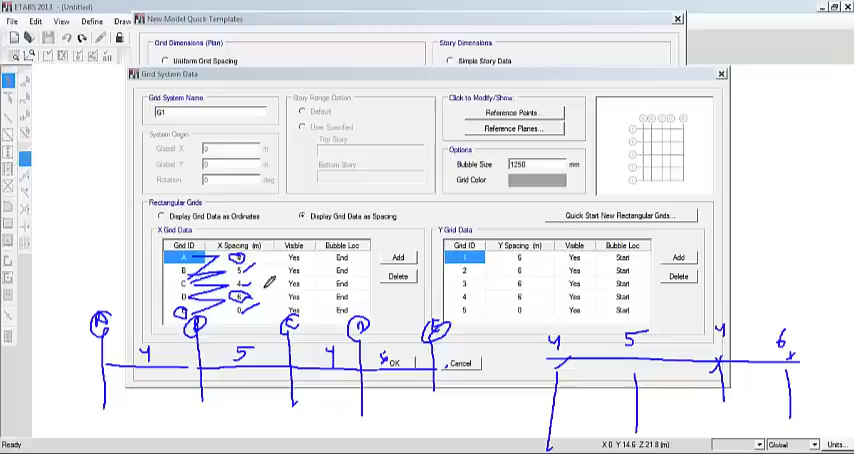 ETABS 2013 - (Untitled)
File Edit View Define Draw
New Model Quick Templates
Grid Dimensions (Plan)
Story Dimensions
Uniform Grid Spacing
Simple Story Data
Grid System Data
Grid System Name
G1
Story Range Option
Default
User Specified
Top Story
Bottom Story
Click to Modify/Show:
Reference Points...
Reference Planes...
System Origin
Global X 0 m
Global Y 0 m
Rotation 0 deg
Options
Bubble Size 1250 mm
Grid Color
Rectangular Grids
Display Grid Data as Ordinates
Display Grid Data as Spacing
Quick Start New Rectangular Grids...
X Grid Data
Grid ID X Spacing (m) Visible Bubble Loc
A Yes End
B 5 Yes End
C 4 Yes End
D 6 Yes End
0 Yes End
Add
Delete
Y Grid Data
Grid ID Y Spacing (m) Visible Bubble Loc
1 6 Yes Start
2 6 Yes Start
3 6 Yes Start
4 6 Yes Start
5 0 Yes Start
Add
Delete
A B C D E
4 5 4
4 5 4 6
OK
Cancel
Ready
X 0 Y 14.6 Z 21.8 (m)
Global
Units...